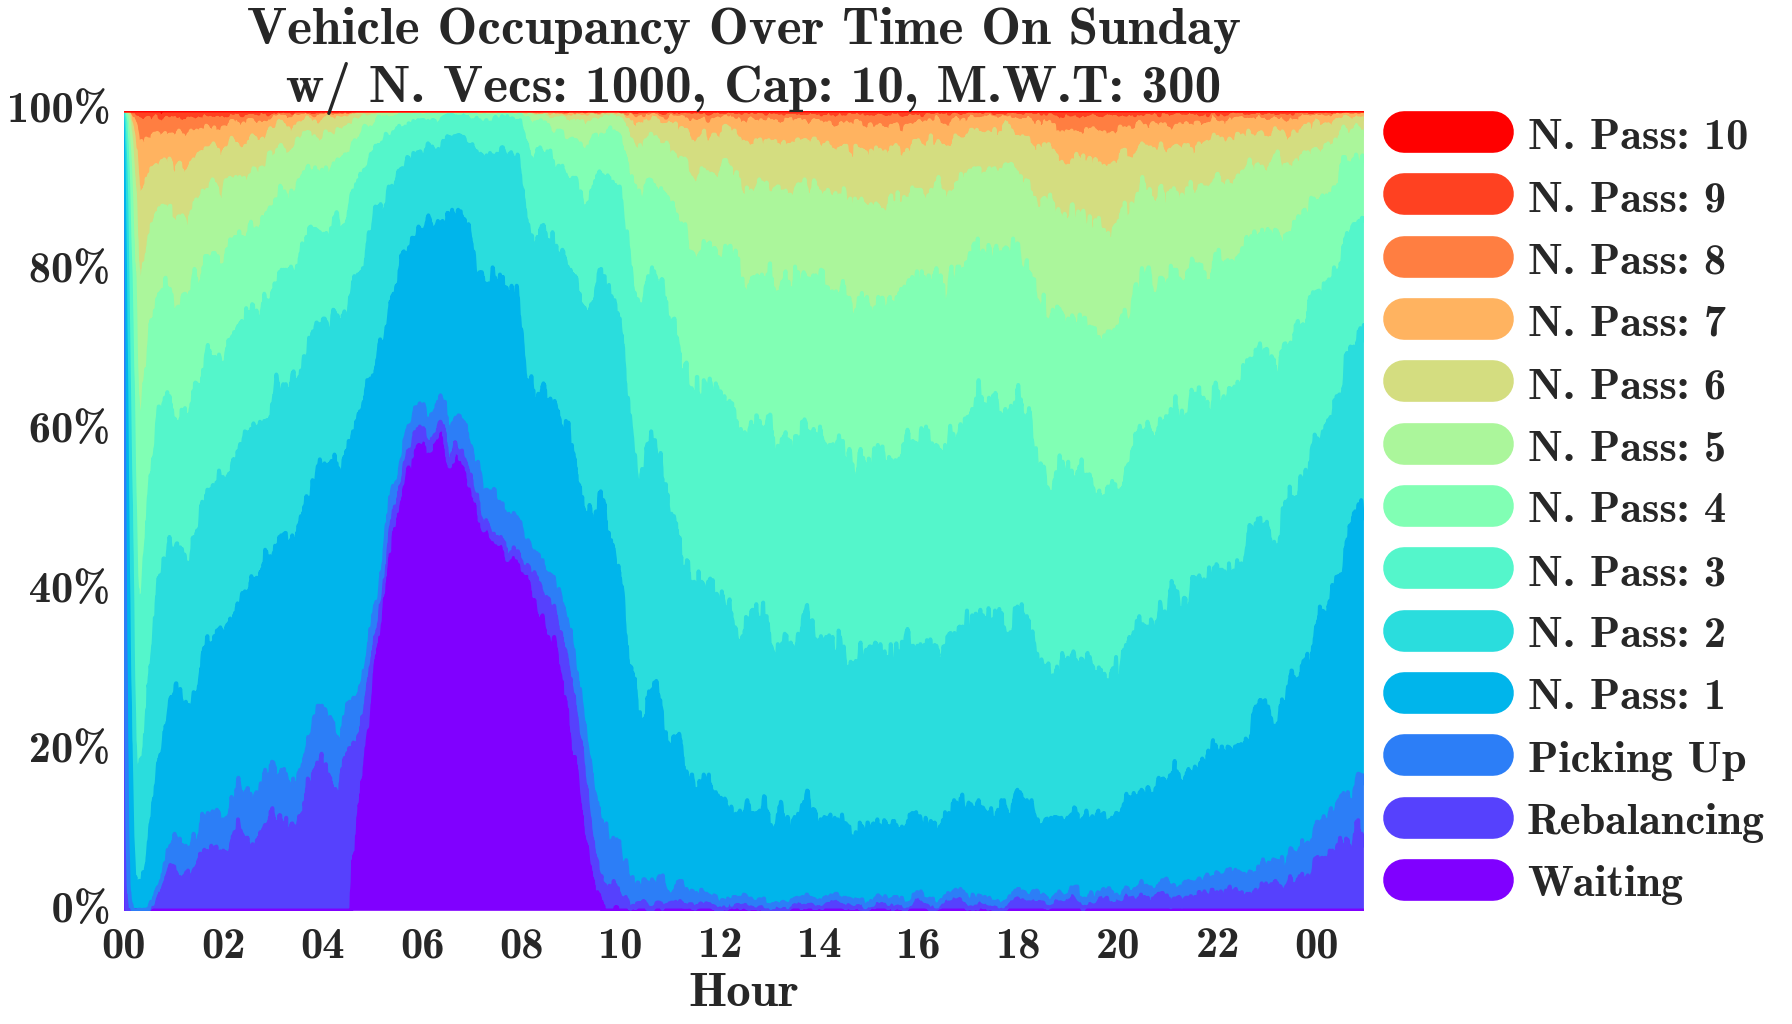 Vehicle Occupancy Over Time On Sunday
w/ N. Vecs: 1000, Cap: 10, M.W.T: 300
100%
80%
60%
40%
20%
0%
00 02 04 06 08 10 12 14 16 18 20 22 00
Hour
N. Pass: 10
N. Pass: 9
N. Pass: 8
N. Pass: 7
N. Pass: 6
N. Pass: 5
N. Pass: 4
N. Pass: 3
N. Pass: 2
N. Pass: 1
Picking Up
Rebalancing
Waiting